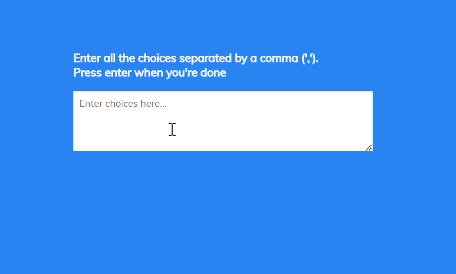 Enter all the choices separated by a comma (',').
Press enter when you're done
Enter choices here...